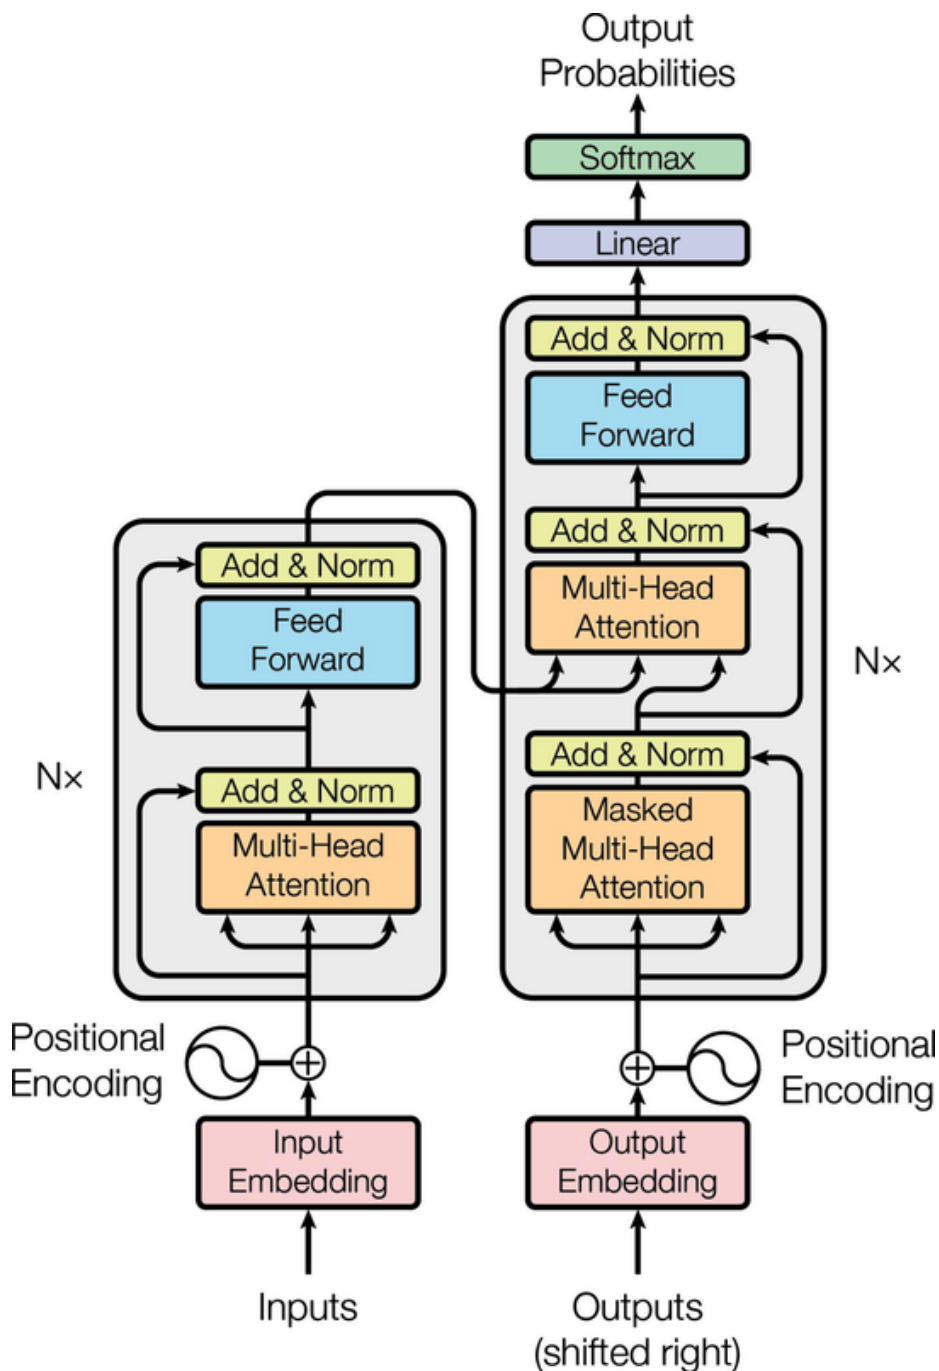 Output
Probabilities
Softmax
Linear
Add & Norm
Feed
Forward
Add & Norm
Multi-Head
Attention
Add & Norm
Masked
Multi-Head
Attention
N×
Add & Norm
Feed
Forward
Add & Norm
Multi-Head
Attention
N×
Positional
Encoding
Positional
Encoding
Input
Embedding
Output
Embedding
Inputs
Outputs
(shifted right)